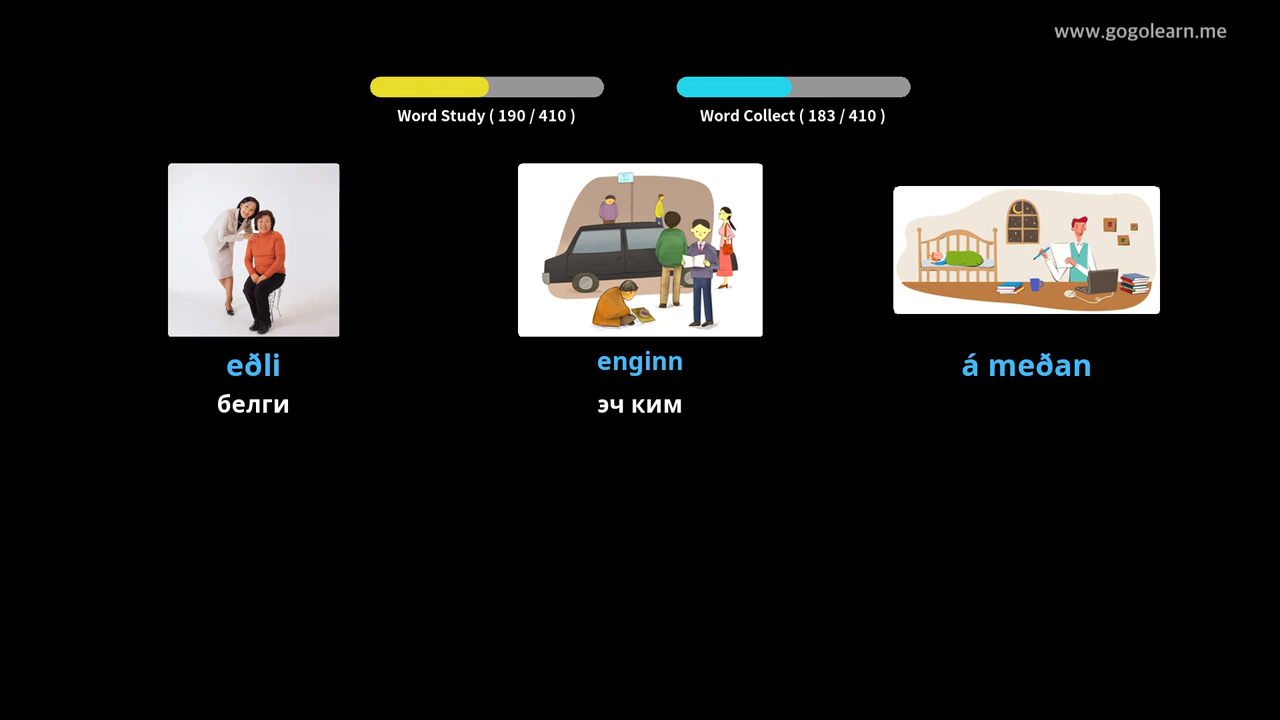 www.gogolearn.me
Word Study ( 190 / 410 )
Word Collect ( 183 / 410 )
eðli
enginn
á meðan
белги
эч ким